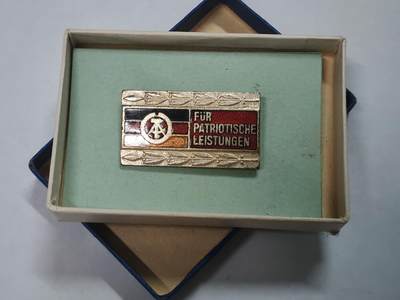 FÜR
PATRIOTISCHE
LEISTUNGEN